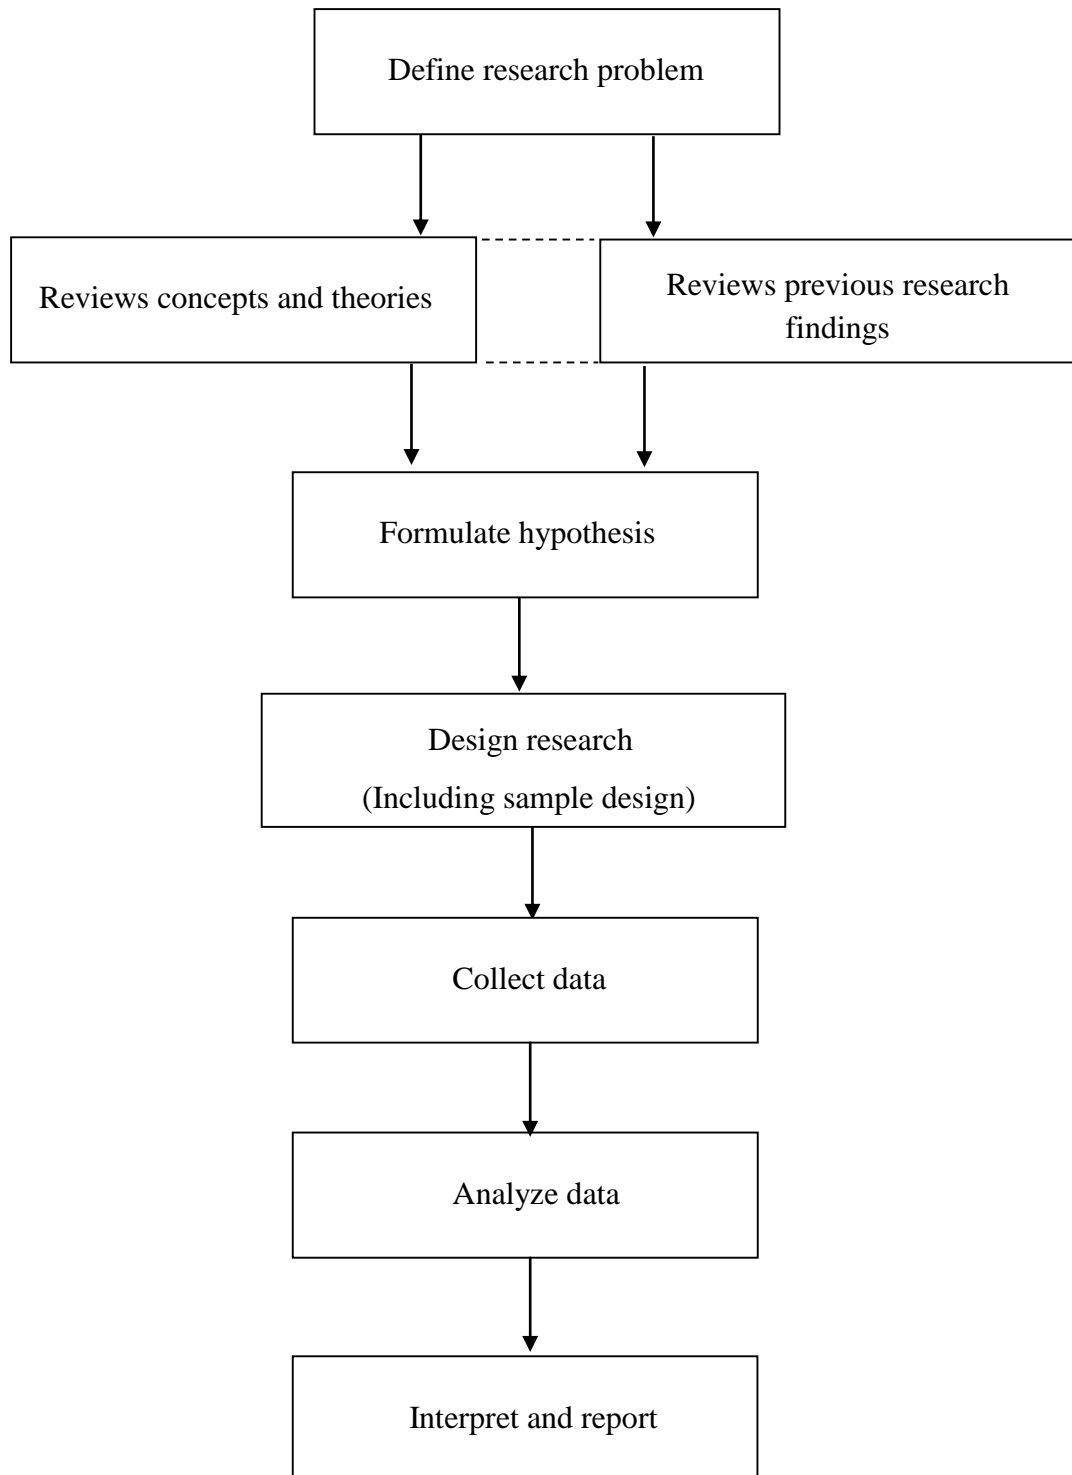 Define research problem
Reviews concepts and theories
Reviews previous research
findings
Formulate hypothesis
Design research
(Including sample design)
Collect data
Analyze data
Interpret and report